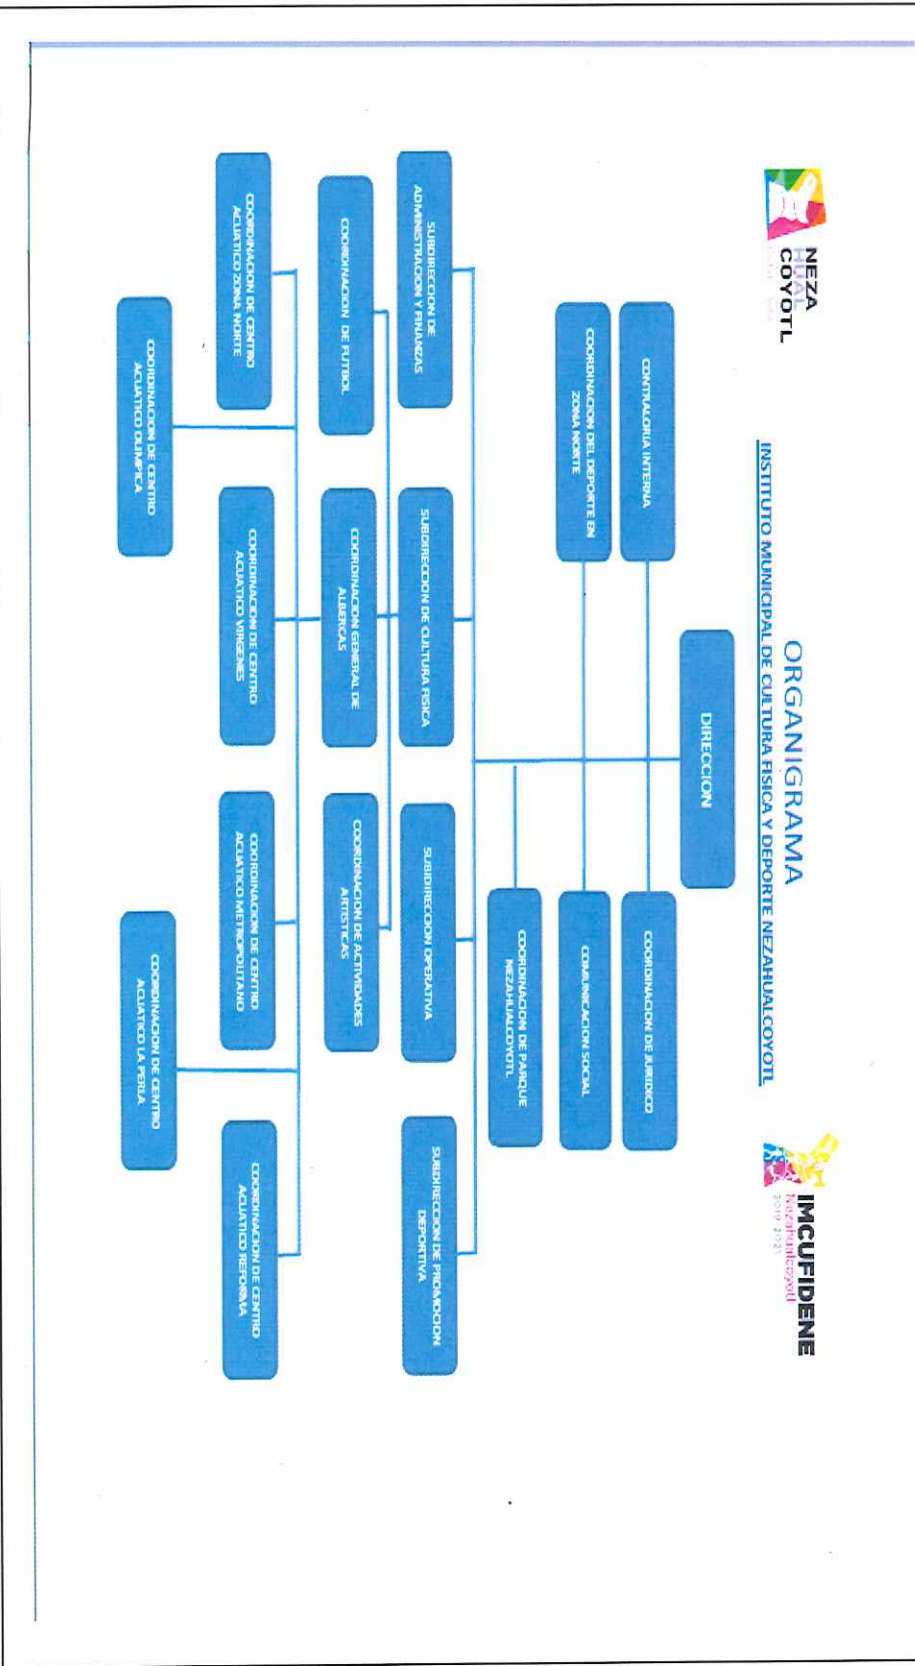 NEZA
HUAL
COYOTL
ORGANIGRAMA
INSTITUTO MUNICIPAL DE CULTURA FISICA Y DEPORTE NEZAHUALCOYOTL
IMCUFIDENE
Nezahualcoyotl
2019 2021
DIRECCION
CONTRALORIA INTERNA
COORDINACION DE JURIDICO
COORDINACION DEL DEPORTE EN
ZONA NORTE
COMUNICACION SOCIAL
COORDINACION DE PARQUE
NEZAHUALCOYOTL
SUBDIRECCION DE
ADMINISTRACION Y FINANZAS
SUBDIRECCION DE CULTURA FISICA
SUBIDIRECCION OPERATIVA
SUBDIRECCION DE PROMOCION
DEPORTIVA
COORDINACION DE FUTBOL
COORDINACION GENERAL DE
ALBERCAS
COORDINACION DE ACTIVIDADES
ARTISTICAS
COORDINACION DE CENTRO
ACUATICO ZONA NORTE
COORDINACION DE CENTRO
ACUATICO VIRGENES
COORDINACION DE CENTRO
ACUATICO METROPOLITANO
COORDINACION DE CENTRO
ACUATICO REFORMA
COORDINACION DE CENTRO
ACUATICO OLIMPICA
COORDINACION DE CENTRO
ACUATICO LA PERLA